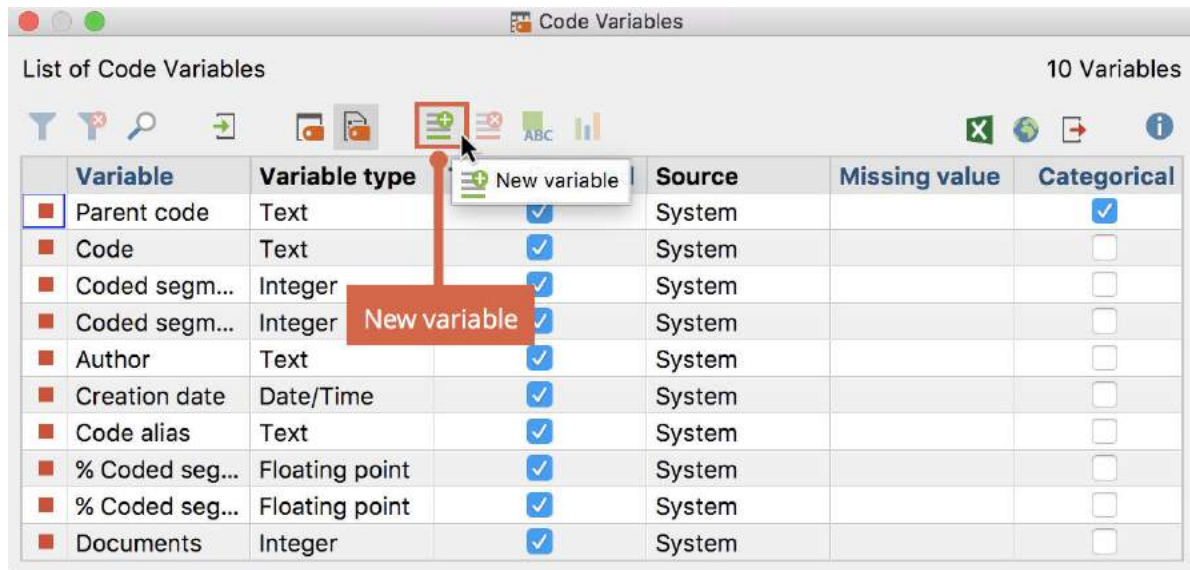 Code Variables
List of Code Variables 10 Variables
ABC
Variable Variable type Source Missing value Categorical
New variable
Parent code Text System
Code Text System
Coded segm... Integer System
Coded segm... Integer System
New variable
Author Text System
Creation date Date/Time System
Code alias Text System
% Coded seg... Floating point System
% Coded seg... Floating point System
Documents Integer System